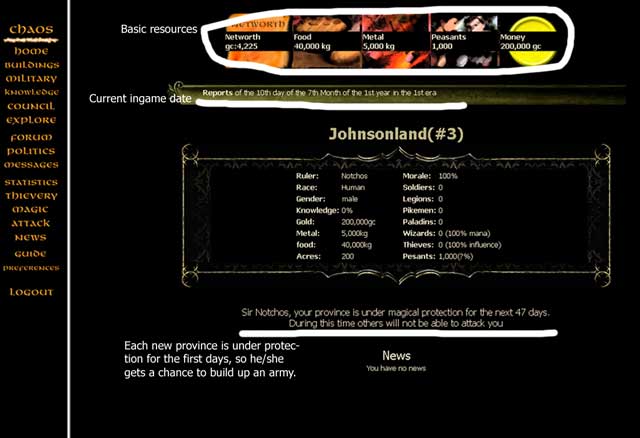 CHAOS
HOME
BUILDINGS
MILITARY
KNOWLEDGE
COUNCIL
EXPLORE
FORUM
POLITICS
MESSAGES
STATISTICS
THIEVERY
MAGIC
ATTACK
NEWS
GUIDE
PREFERENCES
LOGOUT
Basic resources
NETWORTH
Networth Food Metal Peasants Money
gc:4,225 40,000 kg 5,000 kg 1,000 200,000 gc
Current ingame date
Reports of the 10th day of the 7th Month of the 1st year in the 1st era
Johnsonland(#3)
Ruler: Notchos Morale: 100%
Race: Human Soldiers: 0
Gender: male Legions: 0
Knowledge: 0% Pikemen: 0
Gold: 200,000gc Paladins: 0
Metal: 5,000kg Wizards: 0 (100% mana)
food: 40,000kg Thieves: 0 (100% influence)
Acres: 200 Pesants: 1,000(?%)
Sir Notchos, your province is under magical protection for the next 47 days.
During this time others will not be able to attack you
Each new province is under protec-
tion for the first days, so he/she
gets a chance to build up an army.
News
You have no news